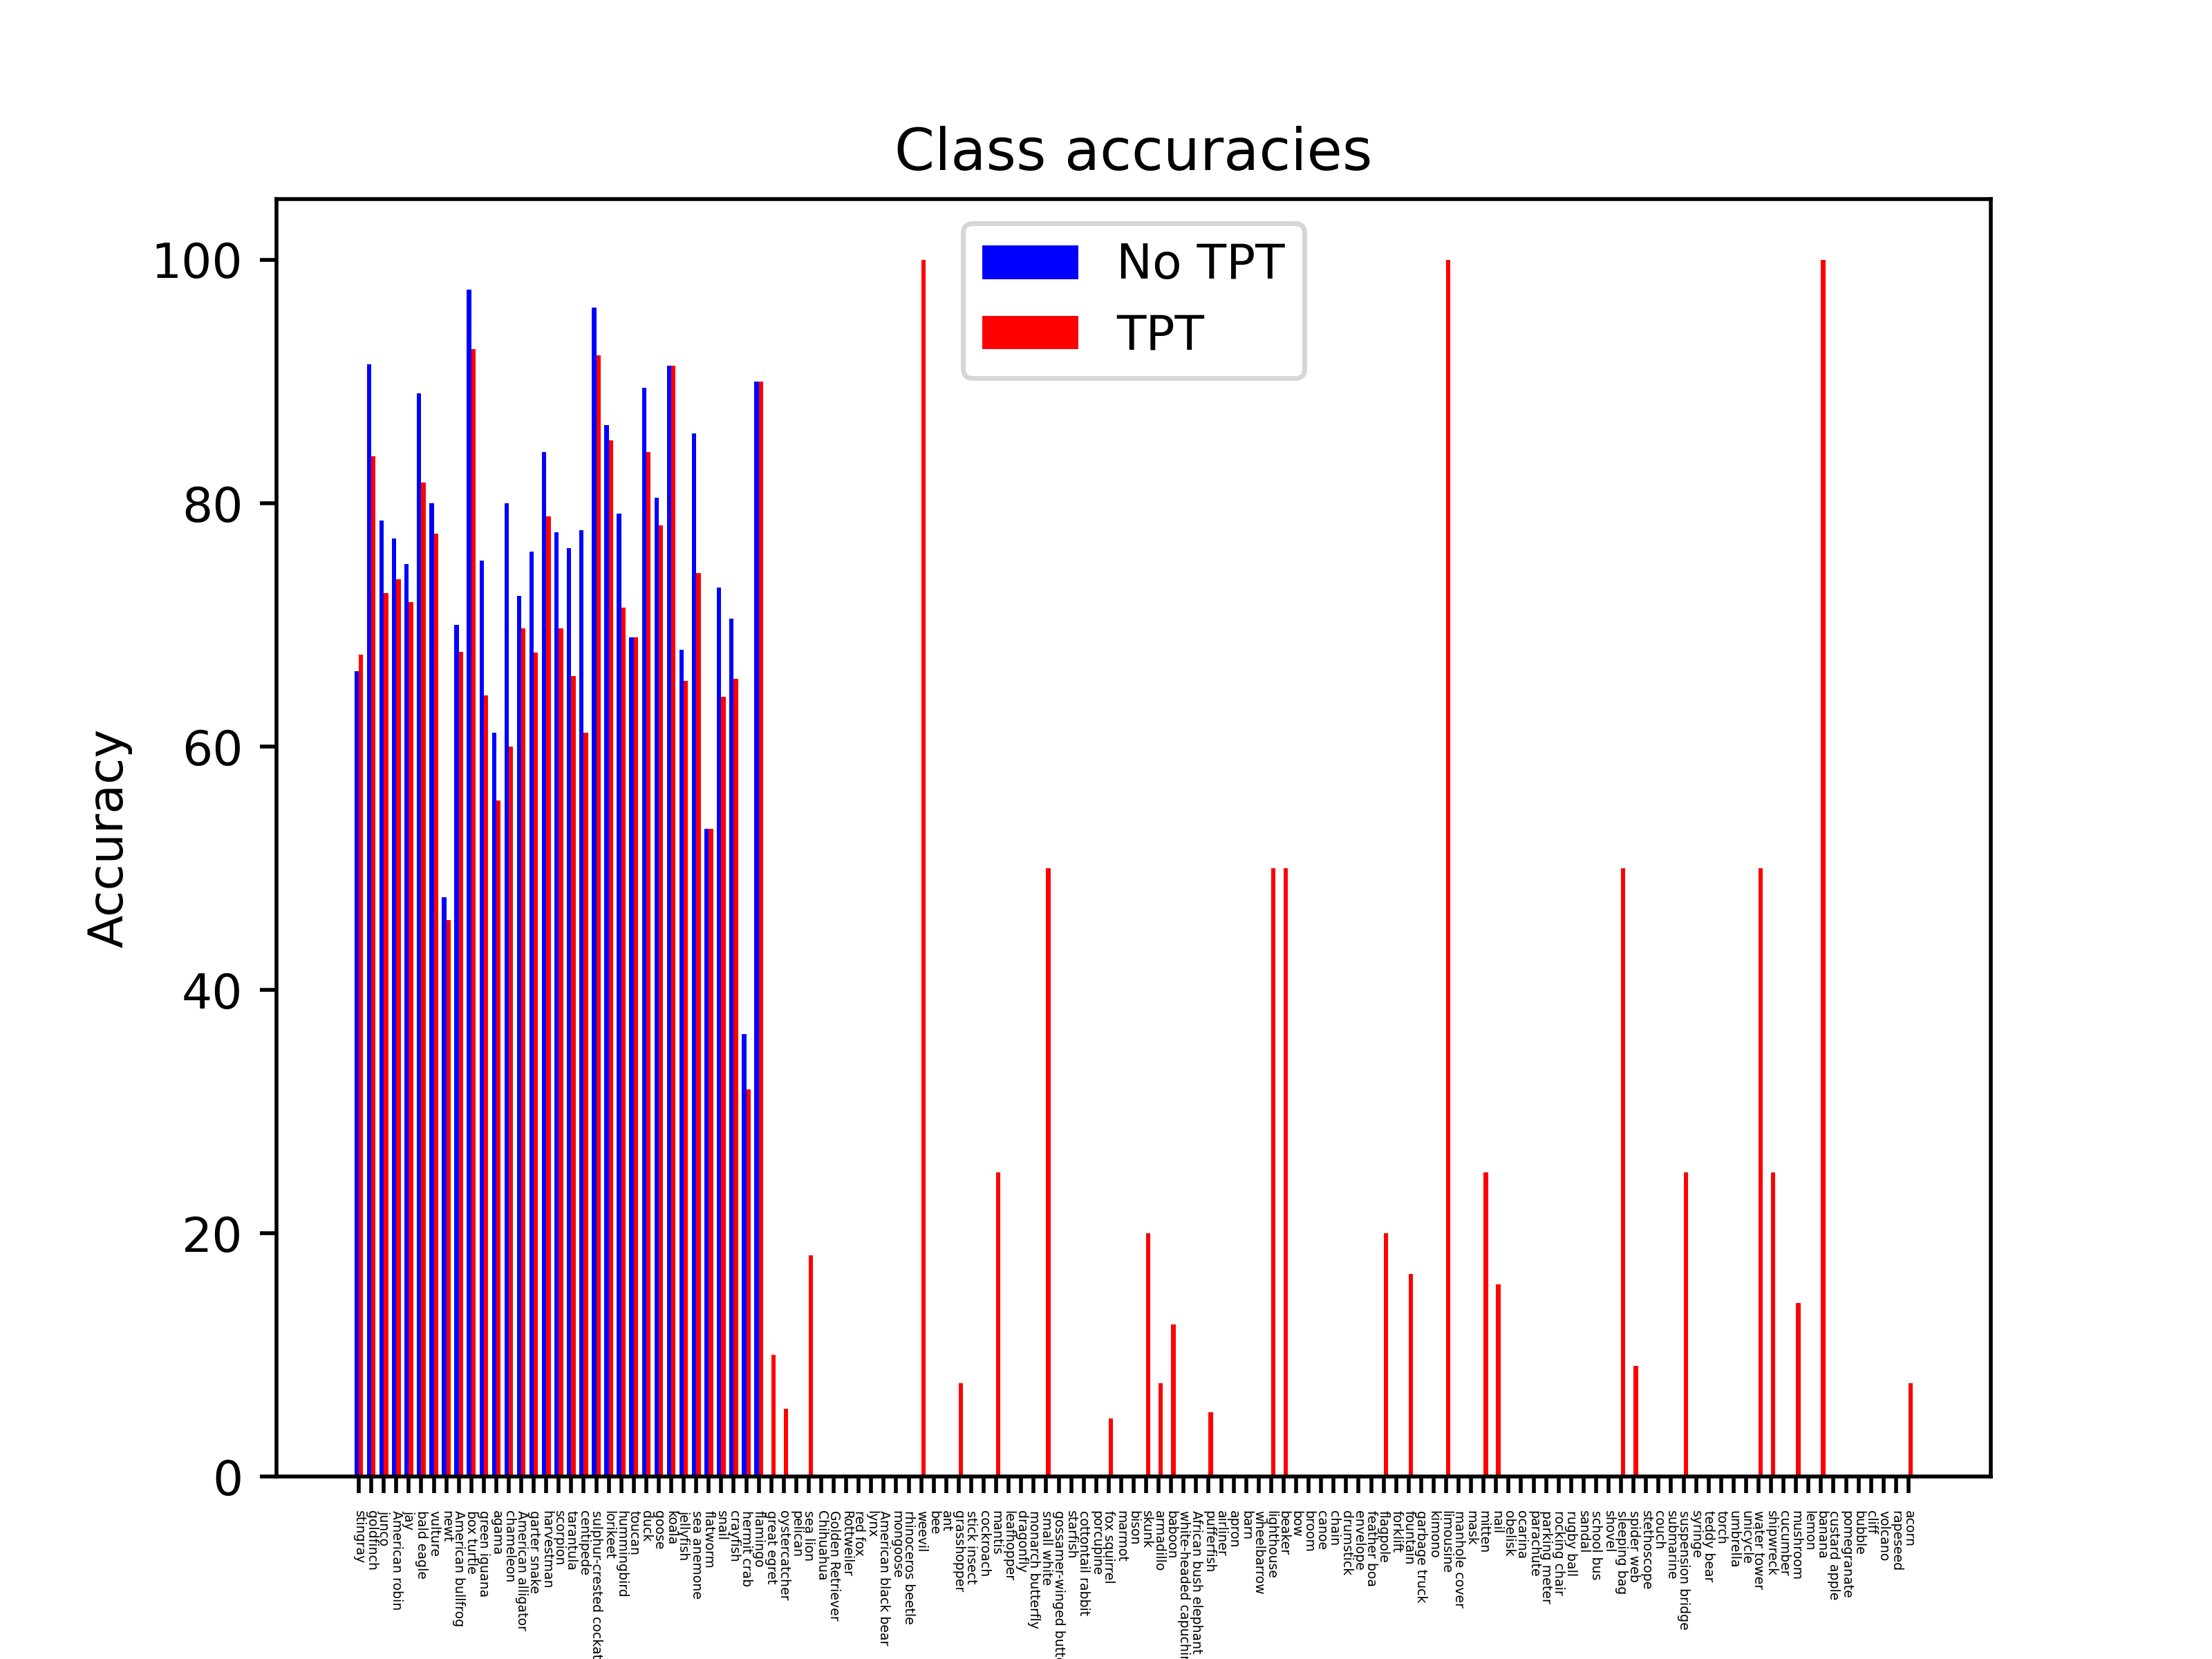 Class accuracies
No TPT
TPT
Accuracy
100
80
60
40
20
0
stingray
goldfinch
junco
American robin
jay
bald eagle
vulture
newt
American bullfrog
box turtle
green iguana
agama
chameleon
American alligator
garter snake
harvestman
scorpion
tarantula
centipede
sulphur-crested cockat
lorikeet
hummingbird
toucan
duck
goose
koala
jellyfish
sea anemone
flatworm
snail
crayfish
hermit crab
flamingo
great egret
oystercatcher
pelican
sea lion
Chihuahua
Golden Retriever
Rottweiler
red fox
lynx
American black bear
mongoose
rhinoceros beetle
weevil
bee
ant
grasshopper
stick insect
cockroach
mantis
leafhopper
dragonfly
monarch butterfly
small white
gossamer-winged butt
starfish
cottontail rabbit
porcupine
fox squirrel
marmot
bison
skunk
armadillo
baboon
white-headed capuchi
African bush elephant
pufferfish
airliner
apron
barn
wheelbarrow
lighthouse
beaker
bow
broom
canoe
chain
drumstick
envelope
feather boa
flagpole
forklift
fountain
garbage truck
kimono
limousine
manhole cover
mask
mitten
nail
obelisk
ocarina
parachute
parking meter
rocking chair
rugby ball
sandal
school bus
shovel
sleeping bag
spider web
stethoscope
couch
submarine
suspension bridge
syringe
teddy bear
torch
umbrella
unicycle
water tower
shipwreck
cucumber
mushroom
lemon
banana
custard apple
pomegranate
bubble
cliff
volcano
rapeseed
acorn